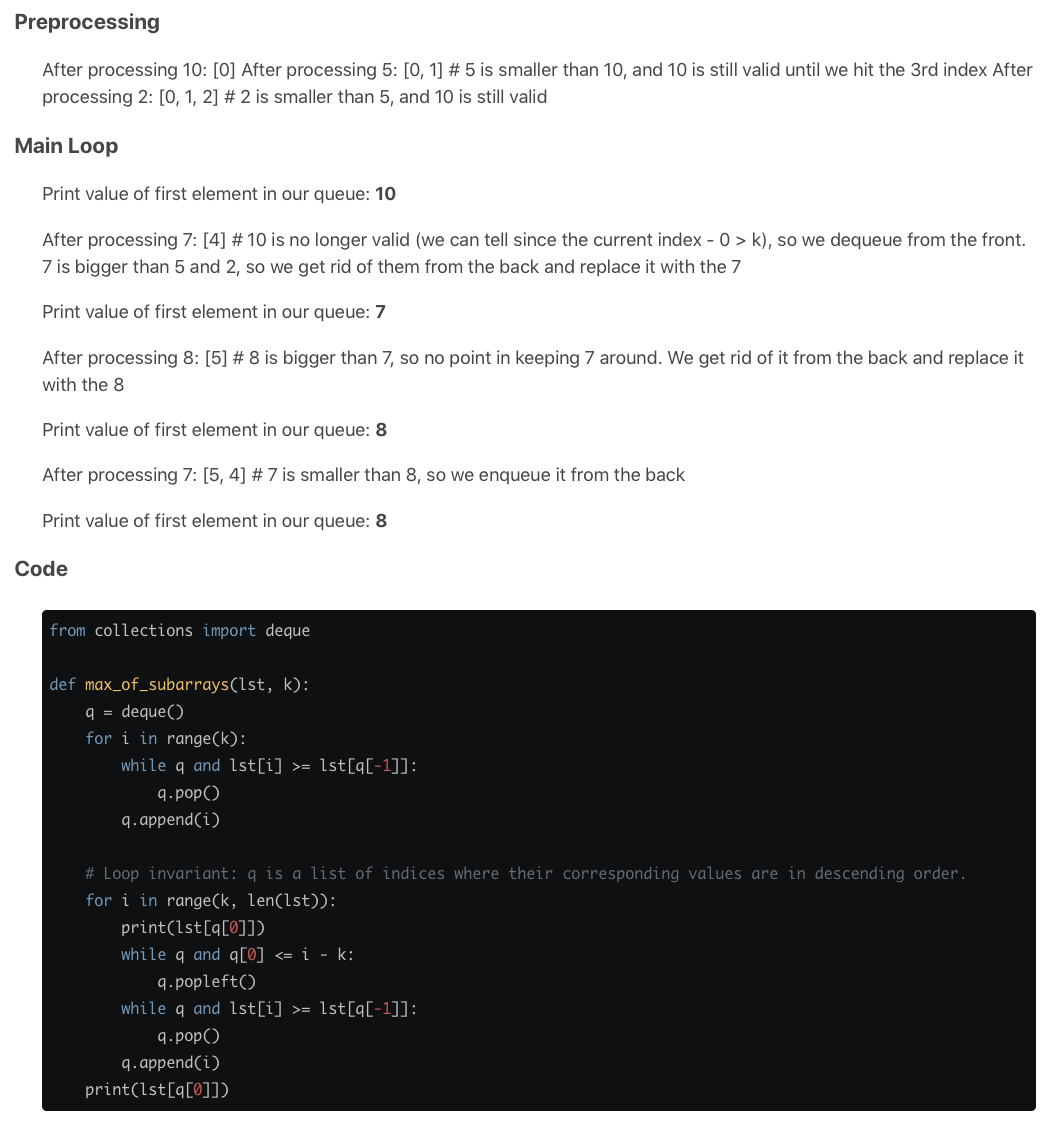 Preprocessing
After processing 10: [0] After processing 5: [0, 1] # 5 is smaller than 10, and 10 is still valid until we hit the 3rd index After
processing 2: [0, 1, 2] # 2 is smaller than 5, and 10 is still valid
Main Loop
Print value of first element in our queue: 10
After processing 7: [4] # 10 is no longer valid (we can tell since the current index - 0 > k), so we dequeue from the front.
7 is bigger than 5 and 2, so we get rid of them from the back and replace it with the 7
Print value of first element in our queue: 7
After processing 8: [5] # 8 is bigger than 7, so no point in keeping 7 around. We get rid of it from the back and replace it
with the 8
Print value of first element in our queue: 8
After processing 7: [5, 4] # 7 is smaller than 8, so we enqueue it from the back
Print value of first element in our queue: 8
Code
from collections import deque

def max_of_subarrays(lst, k):
    q = deque()
    for i in range(k):
        while q and lst[i] >= lst[q[-1]]:
            q.pop()
        q.append(i)

    # Loop invariant: q is a list of indices where their corresponding values are in descending order.
    for i in range(k, len(lst)):
        print(lst[q[0]])
        while q and q[0] <= i - k:
            q.popleft()
        while q and lst[i] >= lst[q[-1]]:
            q.pop()
        q.append(i)
    print(lst[q[0]])